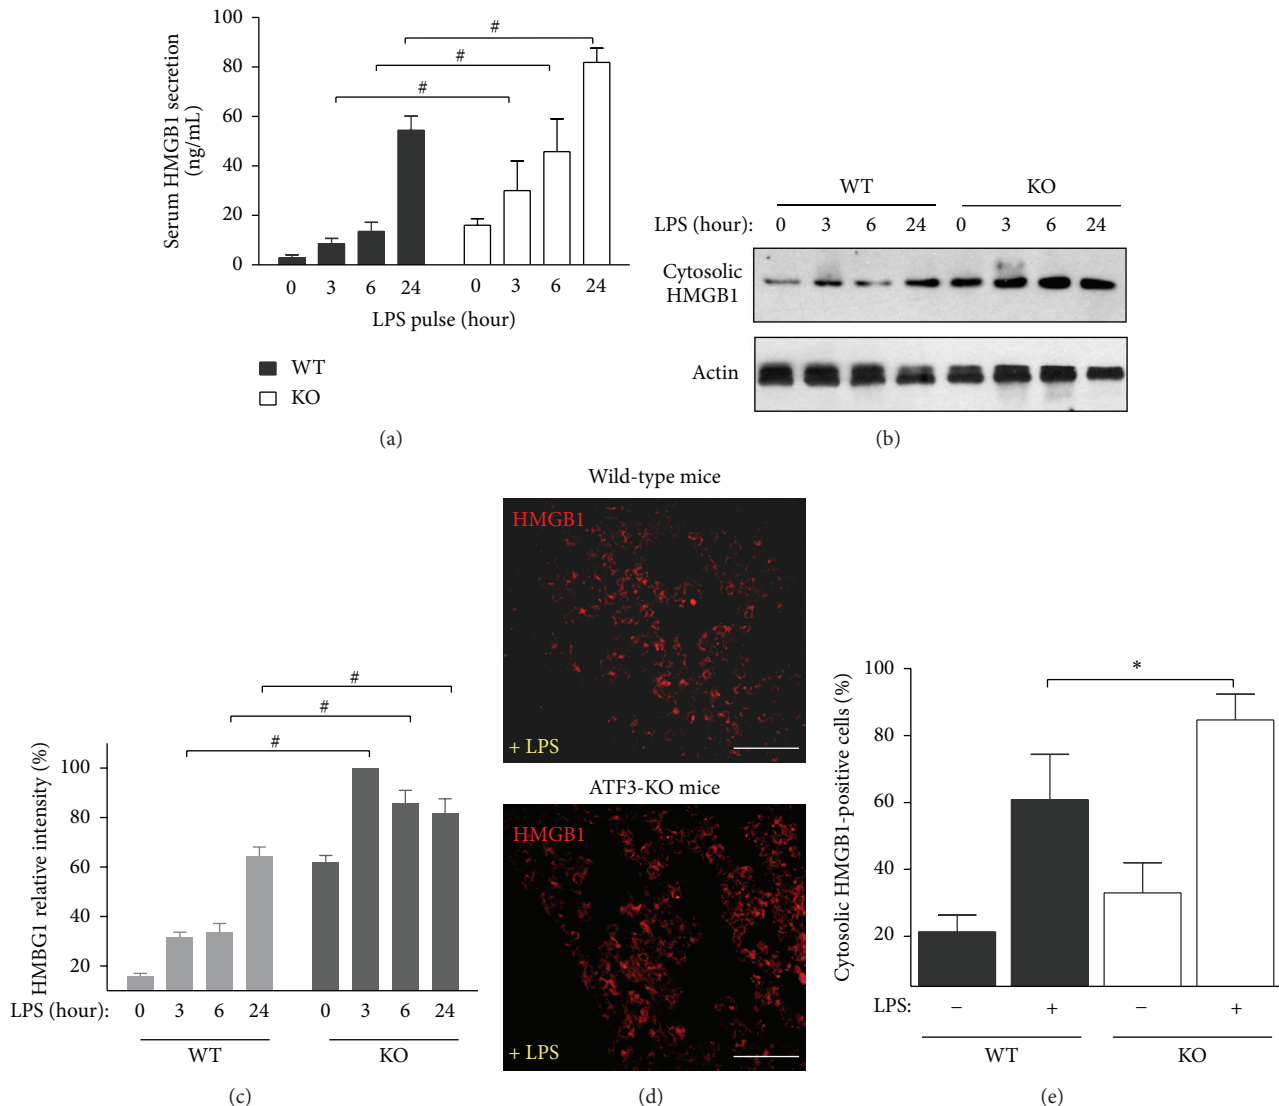 100
80
60
40
20
0
Serum HMGB1 secretion
(ng/mL)
#
#
#
0 3 6 24 0 3 6 24
LPS pulse (hour)
WT
KO
(a)
WT KO
LPS (hour): 0 3 6 24 0 3 6 24
Cytosolic
HMGB1
Actin
(b)
HMBG1 relative intensity (%)
100
80
60
40
20
#
#
#
LPS (hour): 0 3 6 24 0 3 6 24
WT KO
(c)
Wild-type mice
HMGB1
+ LPS
ATF3-KO mice
HMGB1
+ LPS
(d)
Cytosolic HMGB1-positive cells (%)
100
80
60
40
20
*
LPS: − + − +
WT KO
(e)